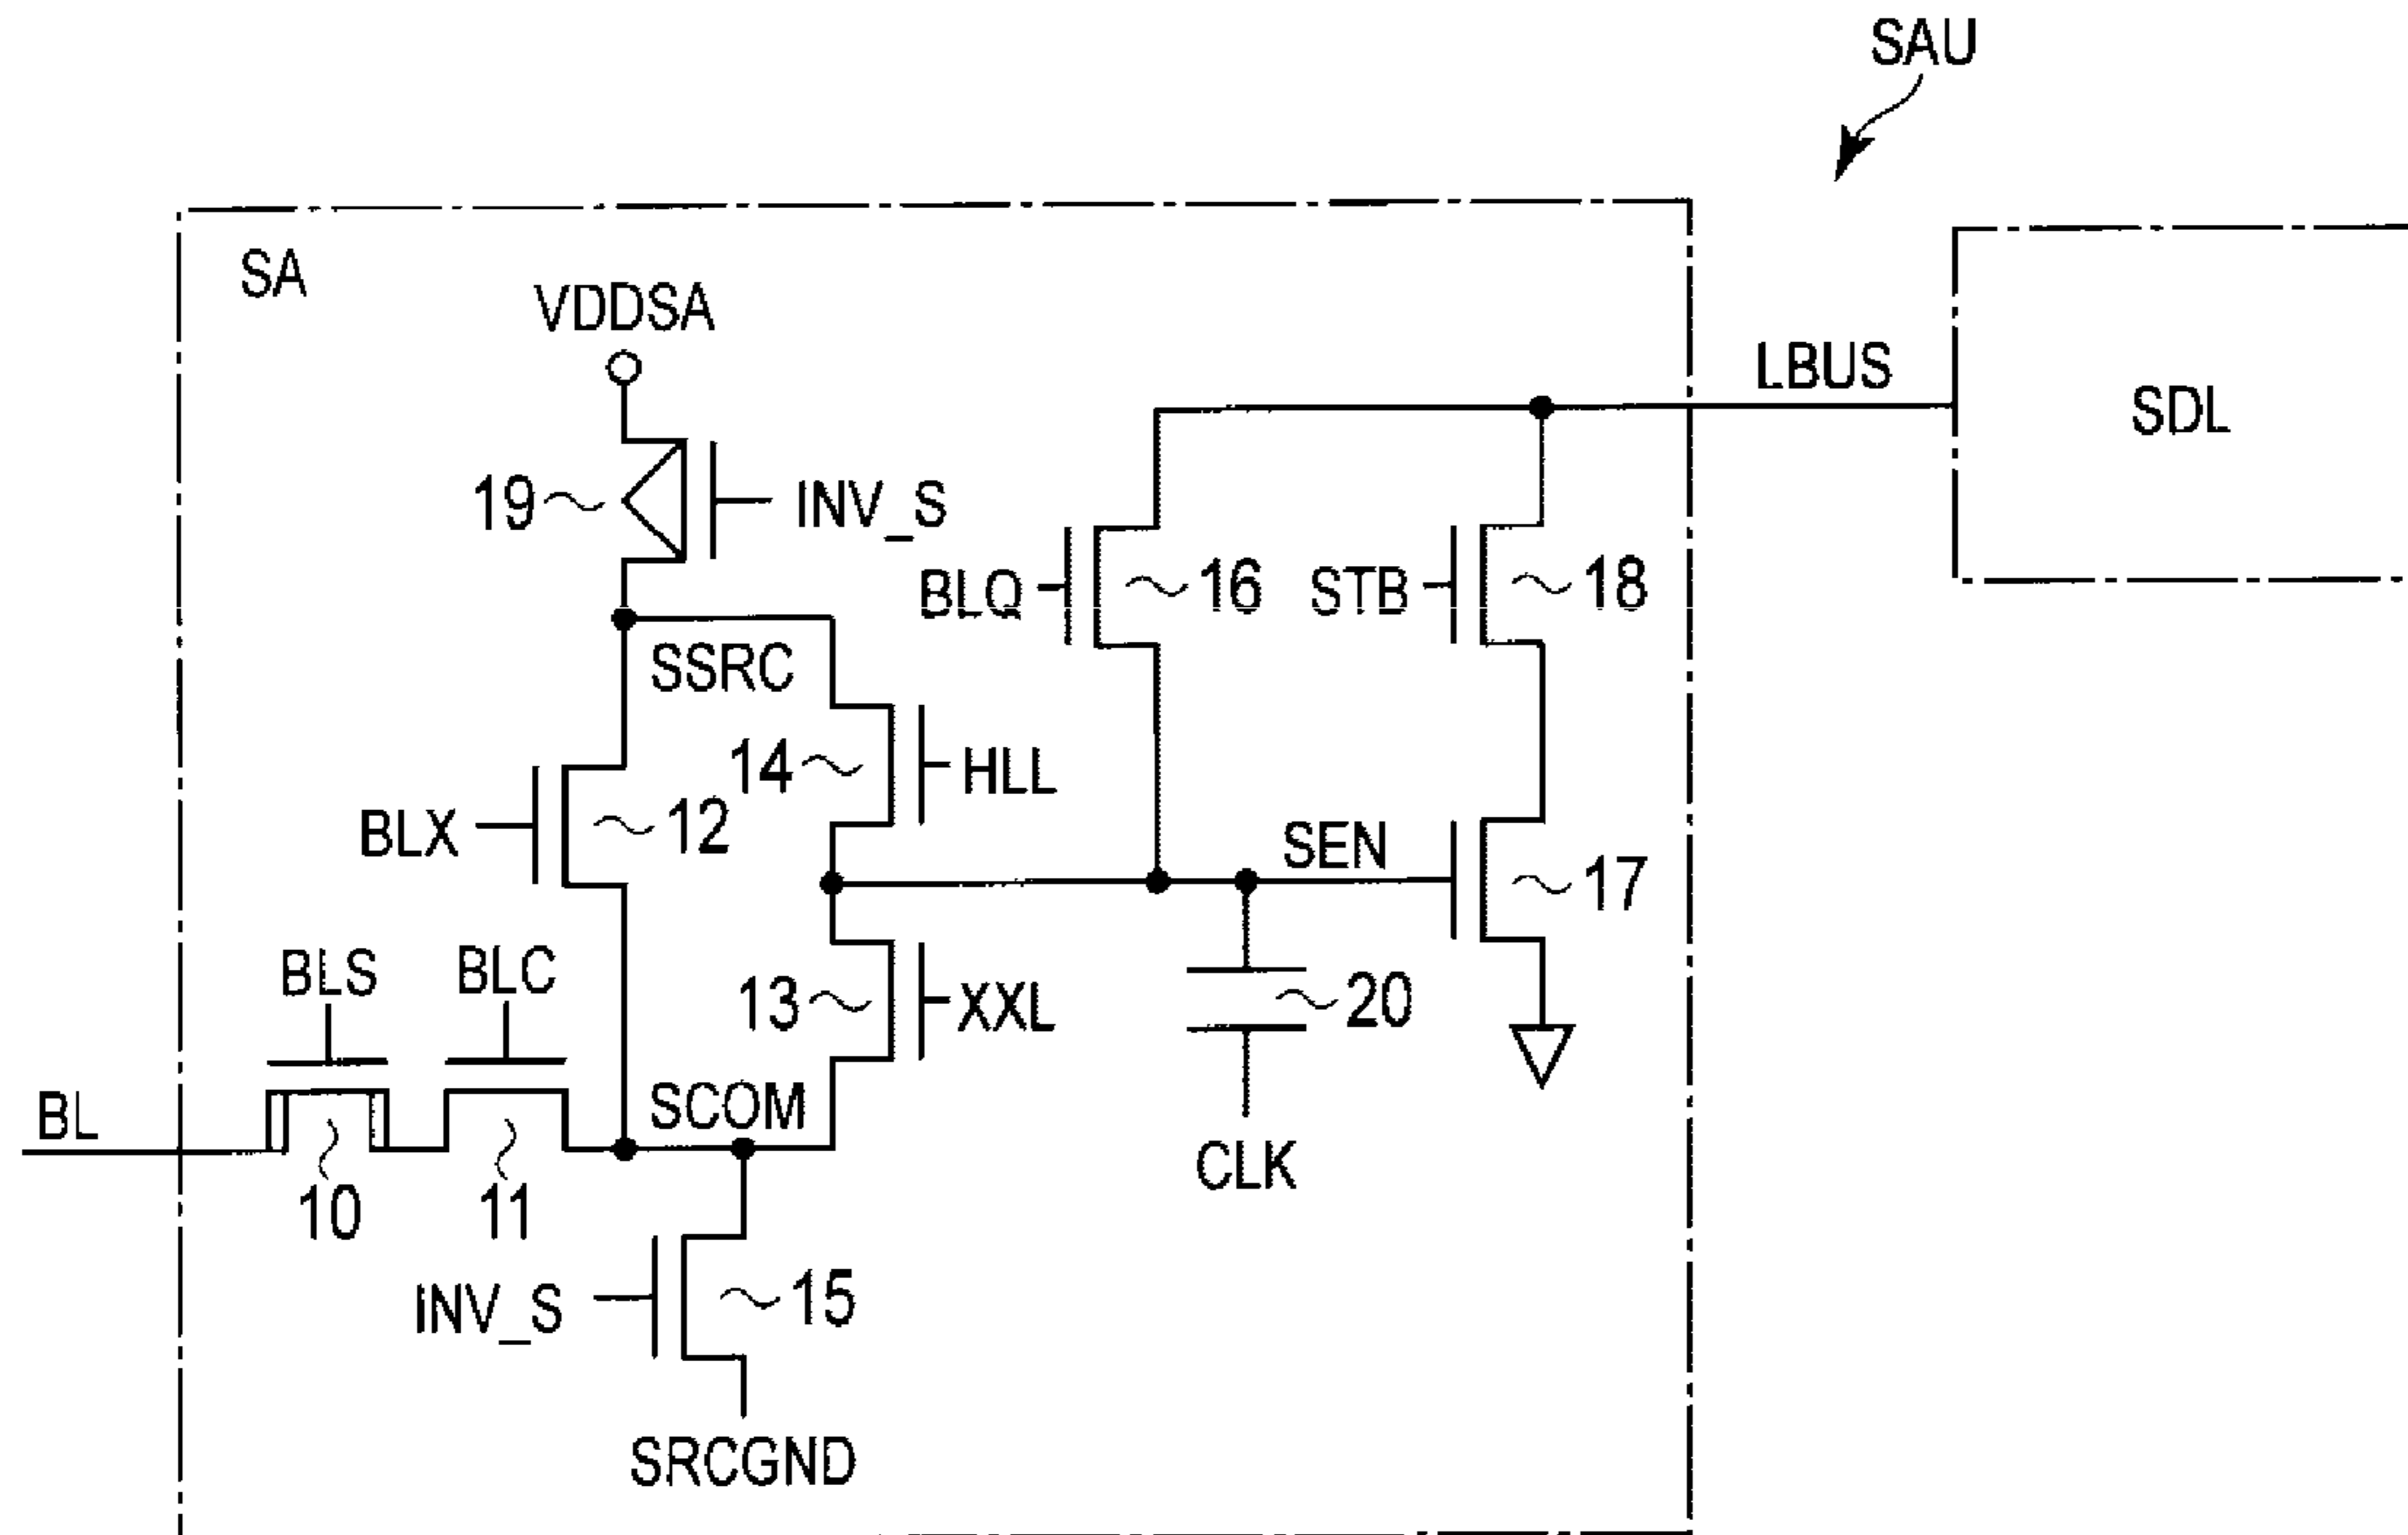 SAU
SA
VDDSA
LBUS
SDL
19
INV_S
BLQ
16
STB
18
SSRC
14
HLL
BLX
12
SEN
17
BLS
BLC
13
XXL
20
BL
SCOM
CLK
10
11
INV_S
15
SRCGND